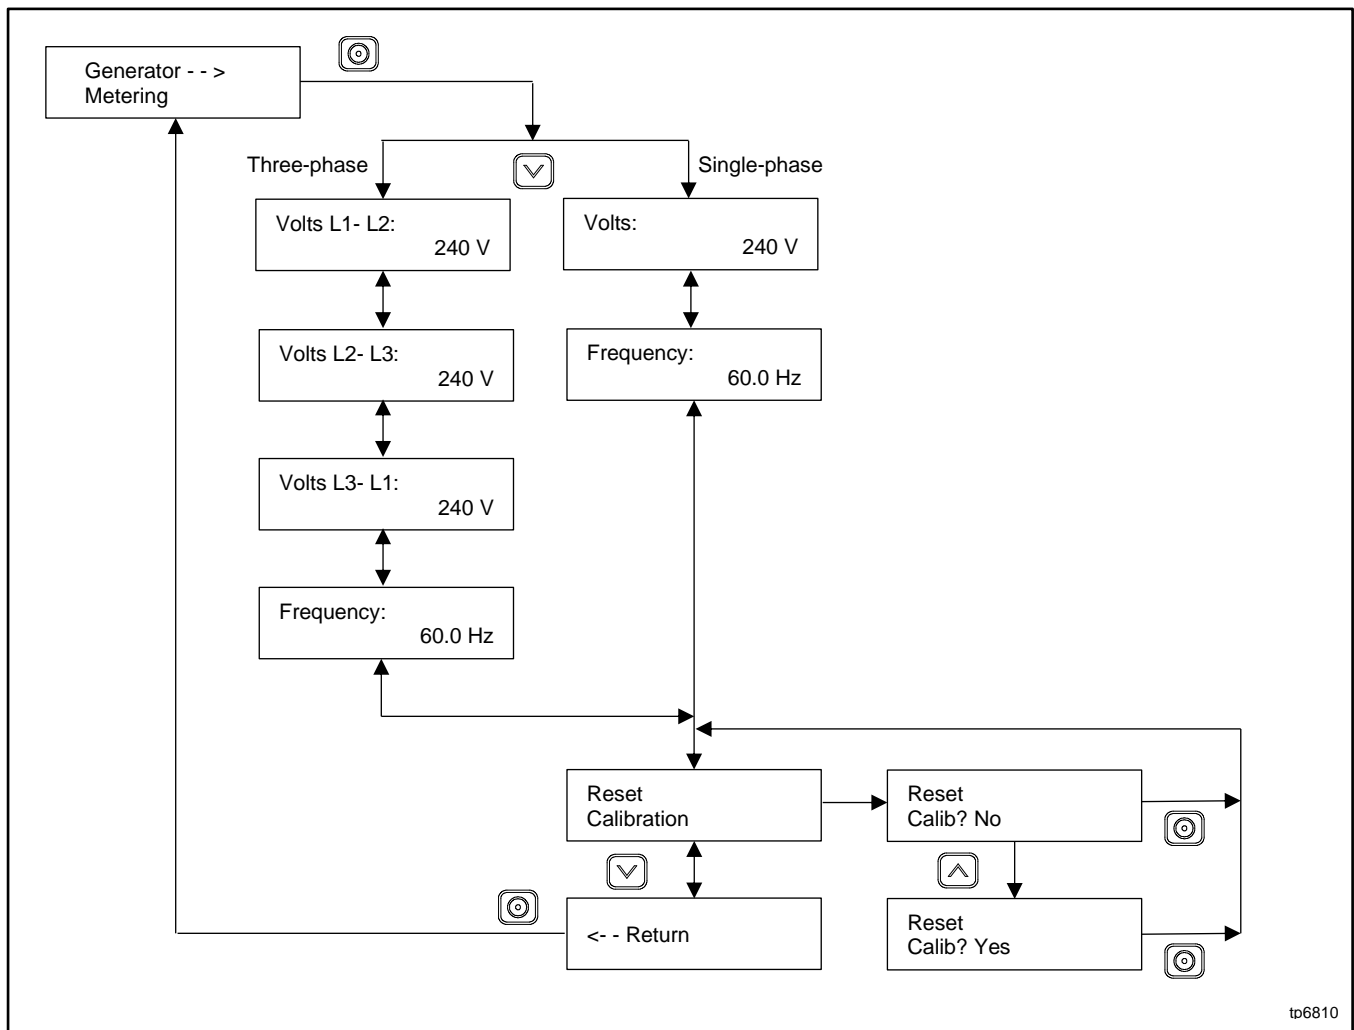 Generator - - >
Metering
Three-phase
Single-phase
Volts L1- L2:
240 V
Volts:
240 V
Volts L2- L3:
240 V
Frequency:
60.0 Hz
Volts L3- L1:
240 V
Frequency:
60.0 Hz
Reset
Calibration
Reset
Calib? No
<- - Return
Reset
Calib? Yes
tp6810